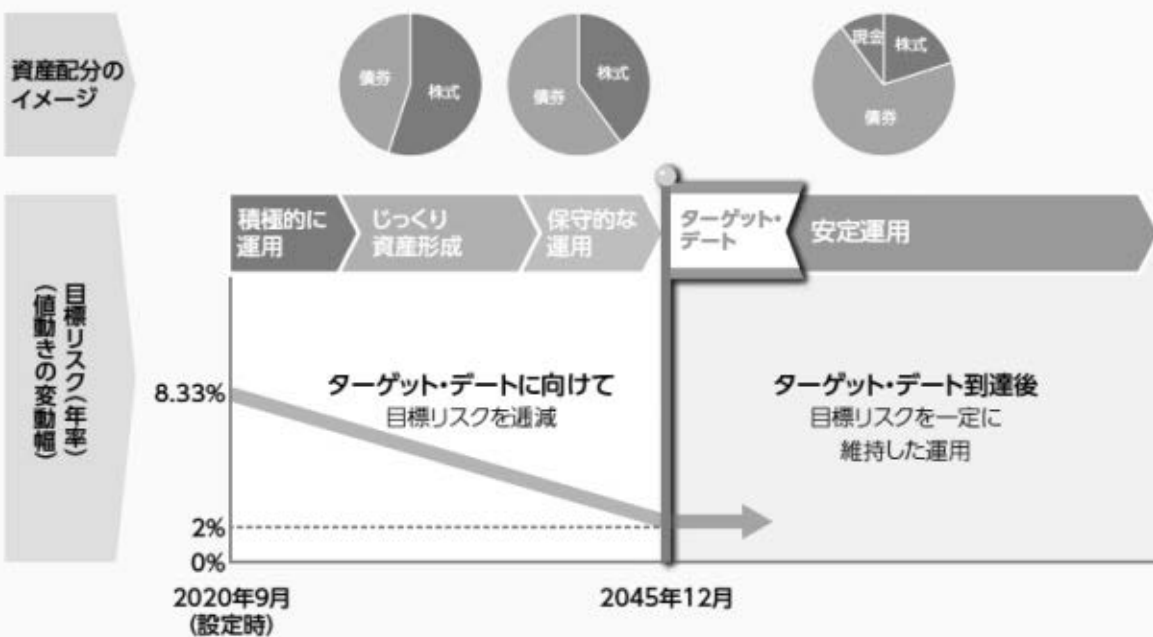 資産配分の
イメージ
債券
株式
債券
株式
現金
株式
債券
積極的に
運用
じっくり
資産形成
保守的な
運用
ターゲット・
デート
安定運用
目標リスク(年率)
(値動きの変動幅)
8.33%
2%
0%
ターゲット・デートに向けて
目標リスクを逓減
ターゲット・デート到達後
目標リスクを一定に
維持した運用
2020年9月
(設定時)
2045年12月